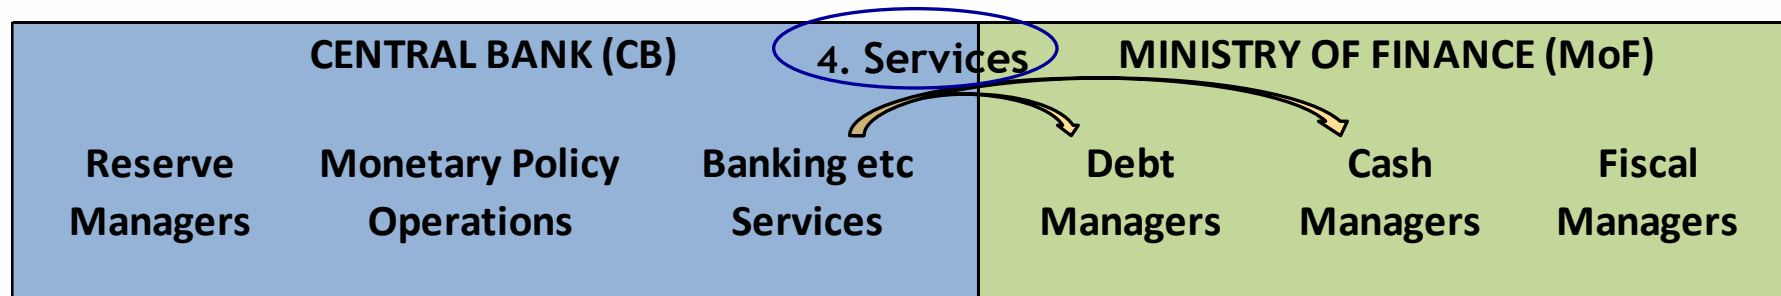 CENTRAL BANK (CB)
4. Services
MINISTRY OF FINANCE (MoF)
Reserve
Managers
Monetary Policy
Operations
Banking etc
Services
Debt
Managers
Cash
Managers
Fiscal
Managers